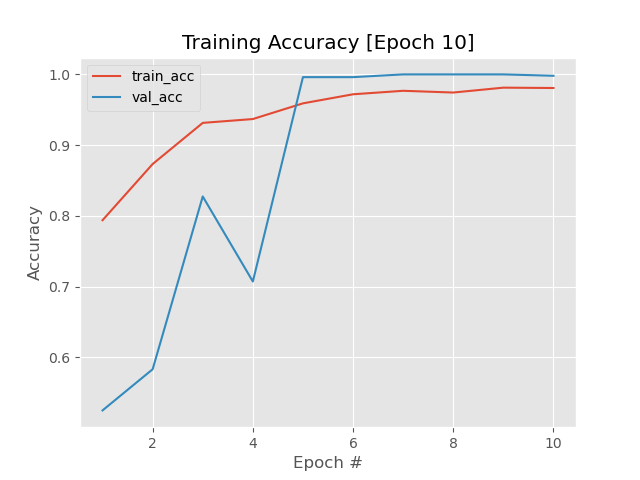 Training Accuracy [Epoch 10]
train_acc
val_acc
1.0
0.9
0.8
0.7
0.6
Accuracy
2 4 6 8 10
Epoch #